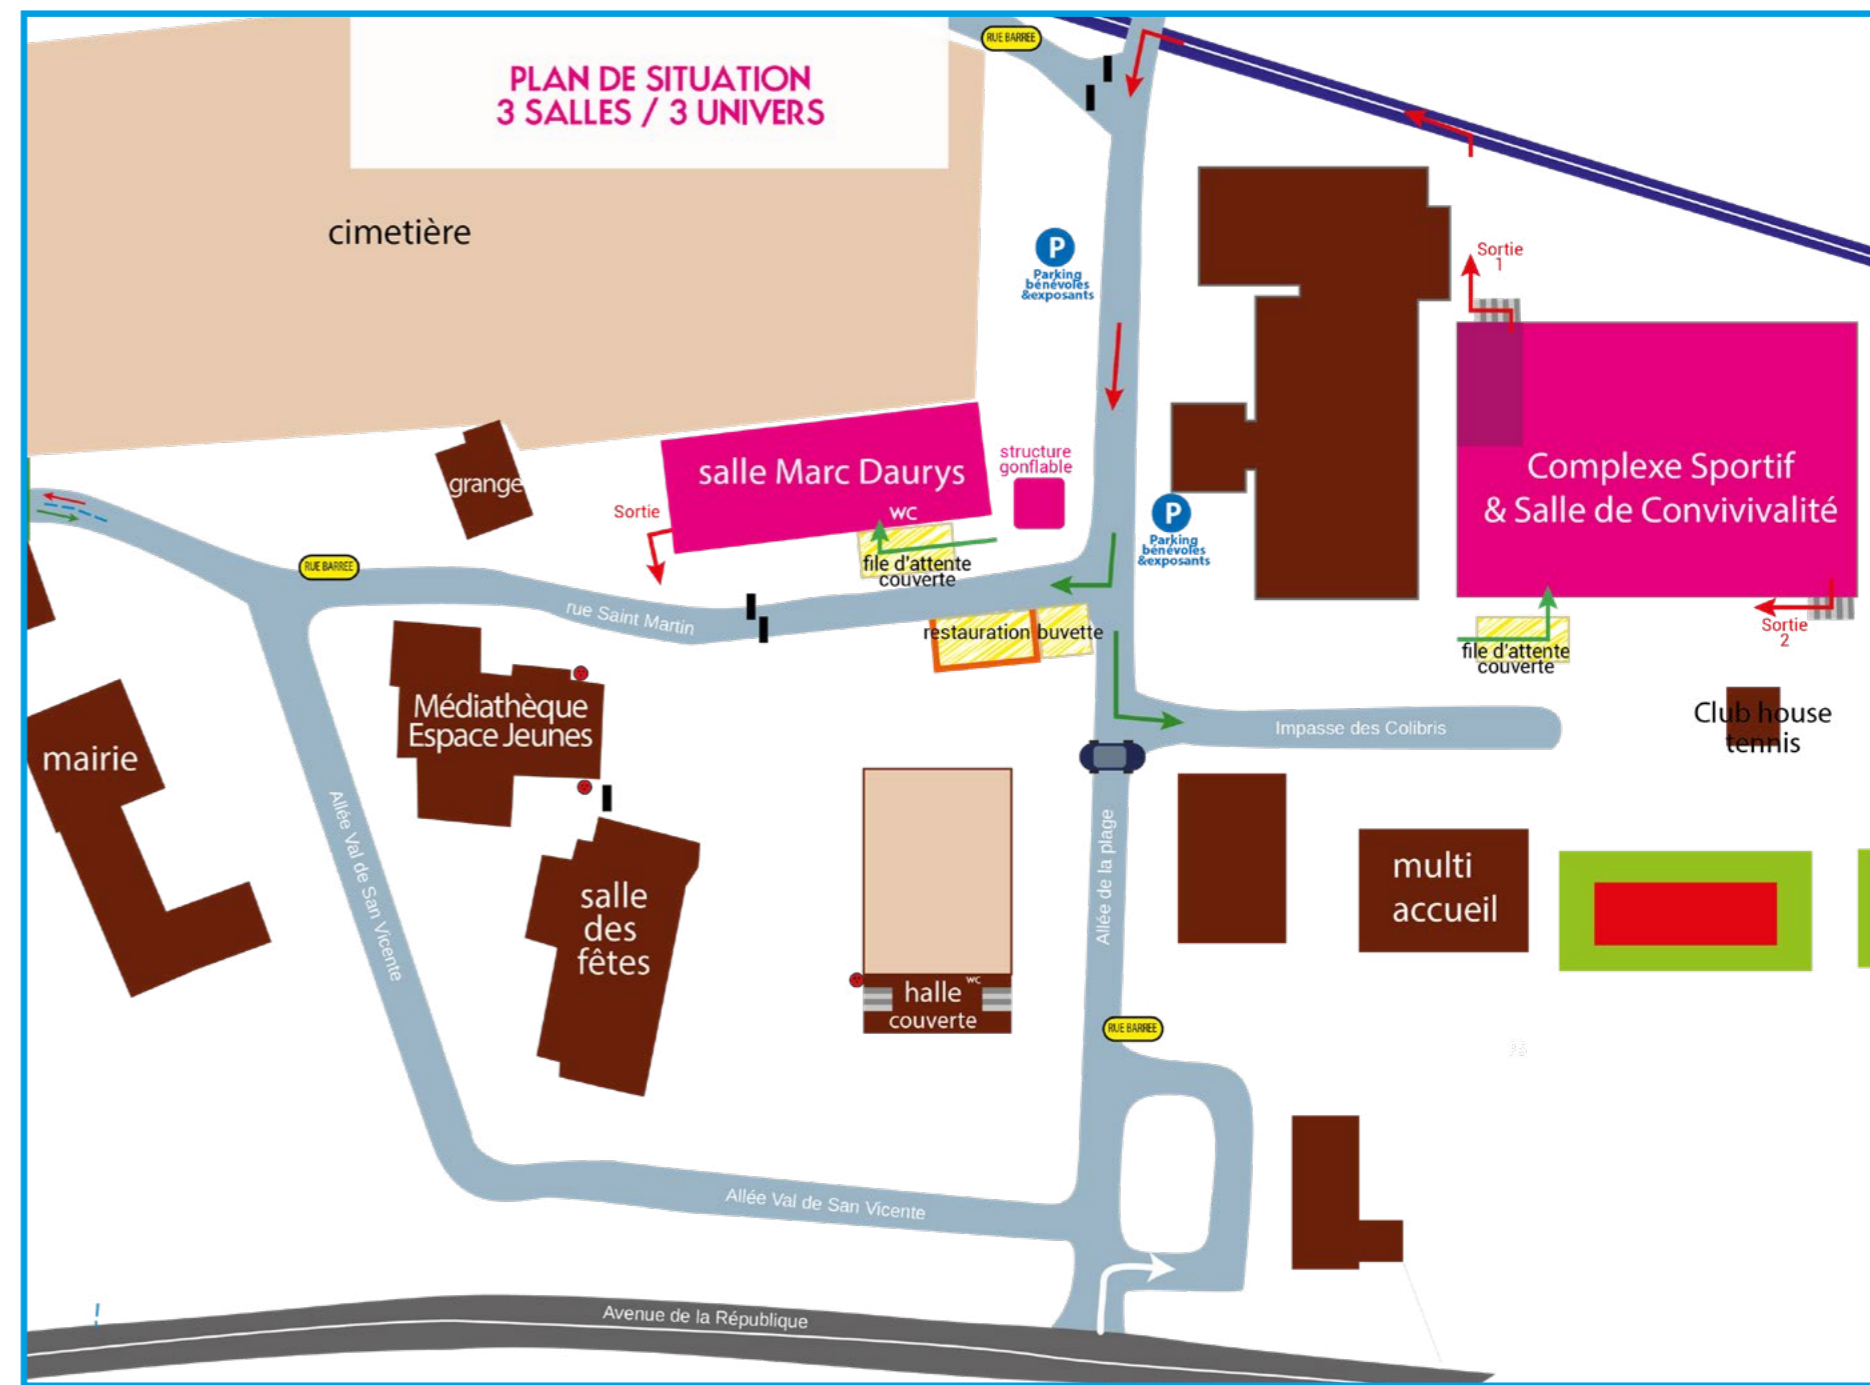 RUE BARREE
PLAN DE SITUATION
3 SALLES / 3 UNIVERS
cimetière
P
Parking
bénévoles
&exposants
Sortie
1
structure
gonflable
salle Marc Daurys
WC
grange
Sortie
Complexe Sportif
& Salle de Convivivalité
P
Parking
bénévoles
&exposants
file d'attente
couverte
RUE BARREE
rue Saint Martin
restauration
buvette
Sortie
2
file d'attente
couverte
Médiathèque
Espace Jeunes
Impasse des Colibris
Club house
tennis
mairie
Allée Val de San Vicente
salle
des
fêtes
Allée de la plage
multi
accueil
WC
halle
couverte
RUE BARREE
Allée Val de San Vicente
Avenue de la République